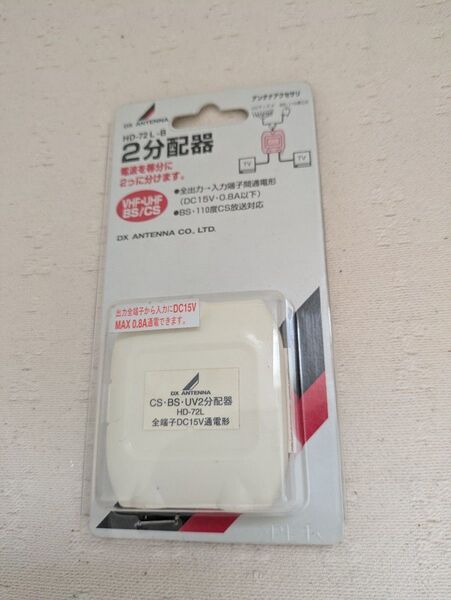 DX ANTENNA
アンテナアクセサリ
HD-72L-B
2分配器
電波を等分に
2つに分けます。
TV
TV
VHF・UHF
BS/CS
●全出力→入力端子間通電形
(DC15V・0.8A以下)
●BS・110度CS放送対応
DX ANTENNA CO., LTD.
出力全端子から入力にDC15V
MAX 0.8A通電できます。
DX ANTENNA
CS・BS・UV2分配器
HD-72L
全端子DC15V通電形